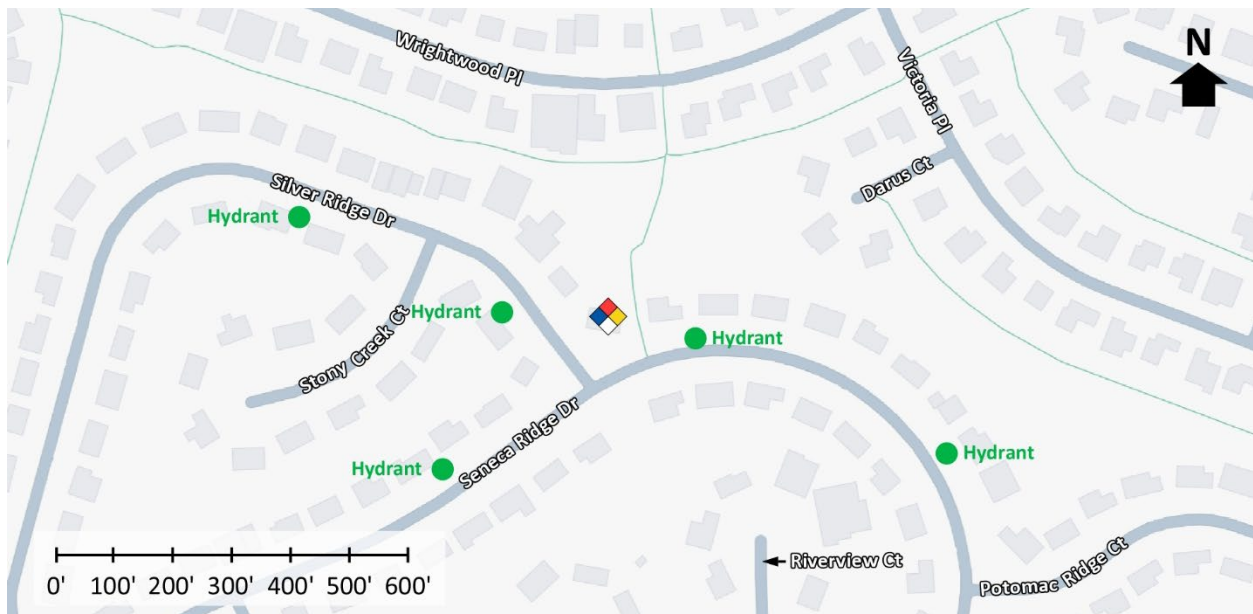 Wrightwood Pl
N
Victoria Pl
Darus Ct
Silver Ridge Dr
Hydrant
Hydrant
Hydrant
Stony Creek Ct
Seneca Ridge Dr
Hydrant
Hydrant
Riverview Ct
Potomac Ridge Ct
0' 100' 200' 300' 400' 500' 600'